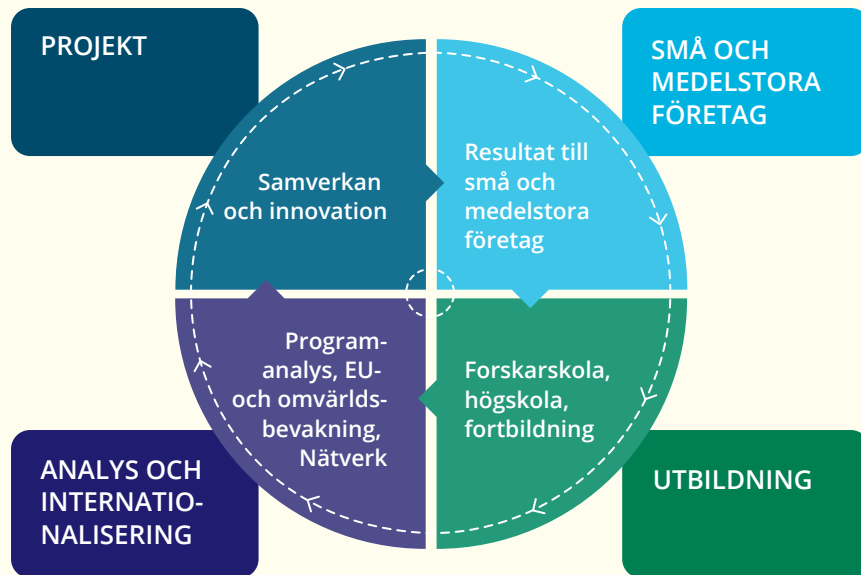 PROJEKT
SMÅ OCH
MEDELSTORA
FÖRETAG
Samverkan
och innovation
Resultat till
små och
medelstora
företag
Program-
analys, EU-
och omvärlds-
bevakning,
Nätverk
Forskarskola,
högskola,
fortbildning
ANALYS OCH
INTERNATIO-
NALISERING
UTBILDNING